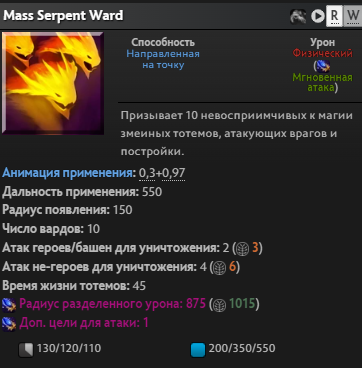 Mass Serpent Ward
R W
Способность
Направленная
на точку
Урон
Физический
(
Мгновенная
атака)
Призывает 10 невосприимчивых к магии
змеиных тотемов, атакующих врагов и
постройки.
Анимация применения: 0,3+0,97
Дальность применения: 550
Радиус появления: 150
Число вардов: 10
Атак героев/башен для уничтожения: 2 ( 3)
Атак не-героев для уничтожения: 4 ( 6)
Время жизни тотемов: 45
Радиус разделенного урона: 875 ( 1015)
Доп. цели для атаки: 1
130/120/110 200/350/550